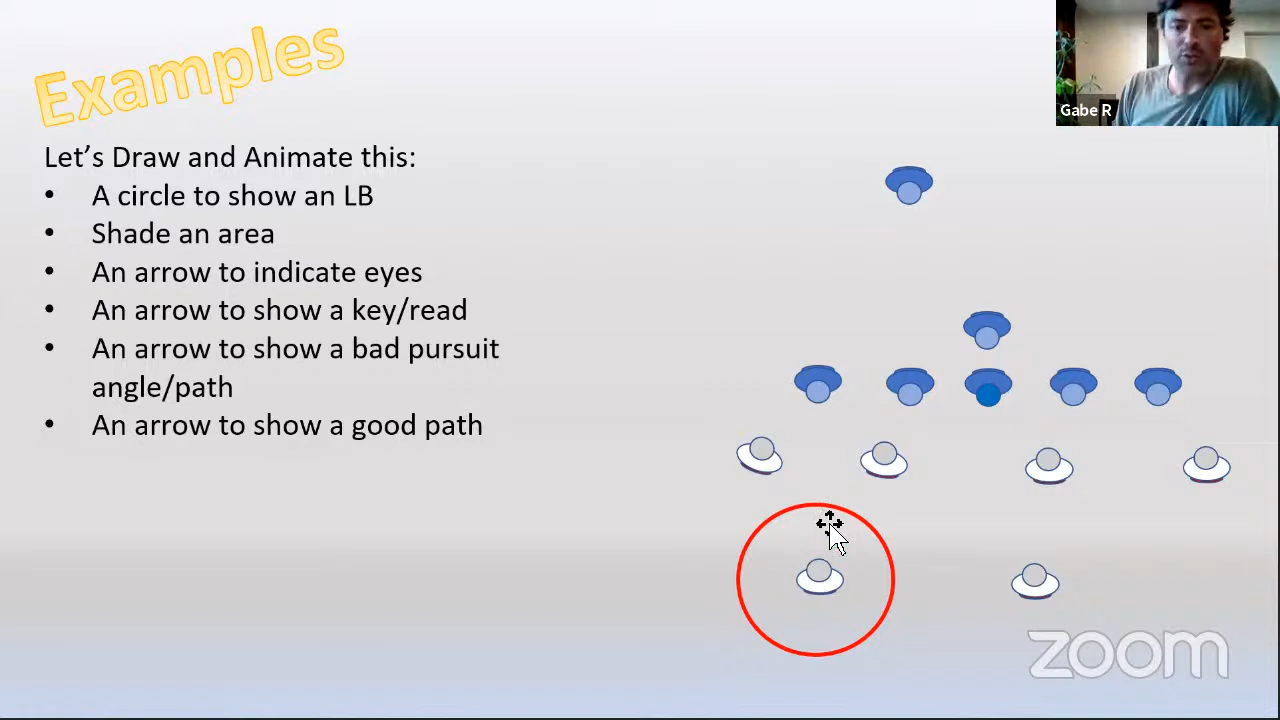 Examples
Gabe R
Let’s Draw and Animate this:
• A circle to show an LB
• Shade an area
• An arrow to indicate eyes
• An arrow to show a key/read
• An arrow to show a bad pursuit
angle/path
• An arrow to show a good path
zoom